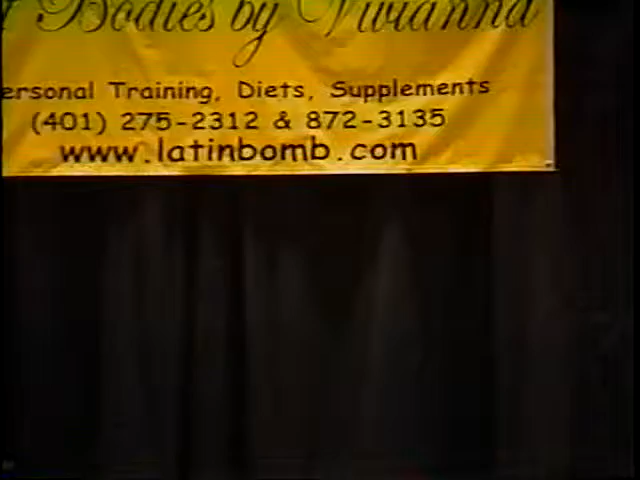 Bodies by Vivianna
ersonal Training, Diets, Supplements
(401) 275-2312 & 872-3135
www.latinbomb.com